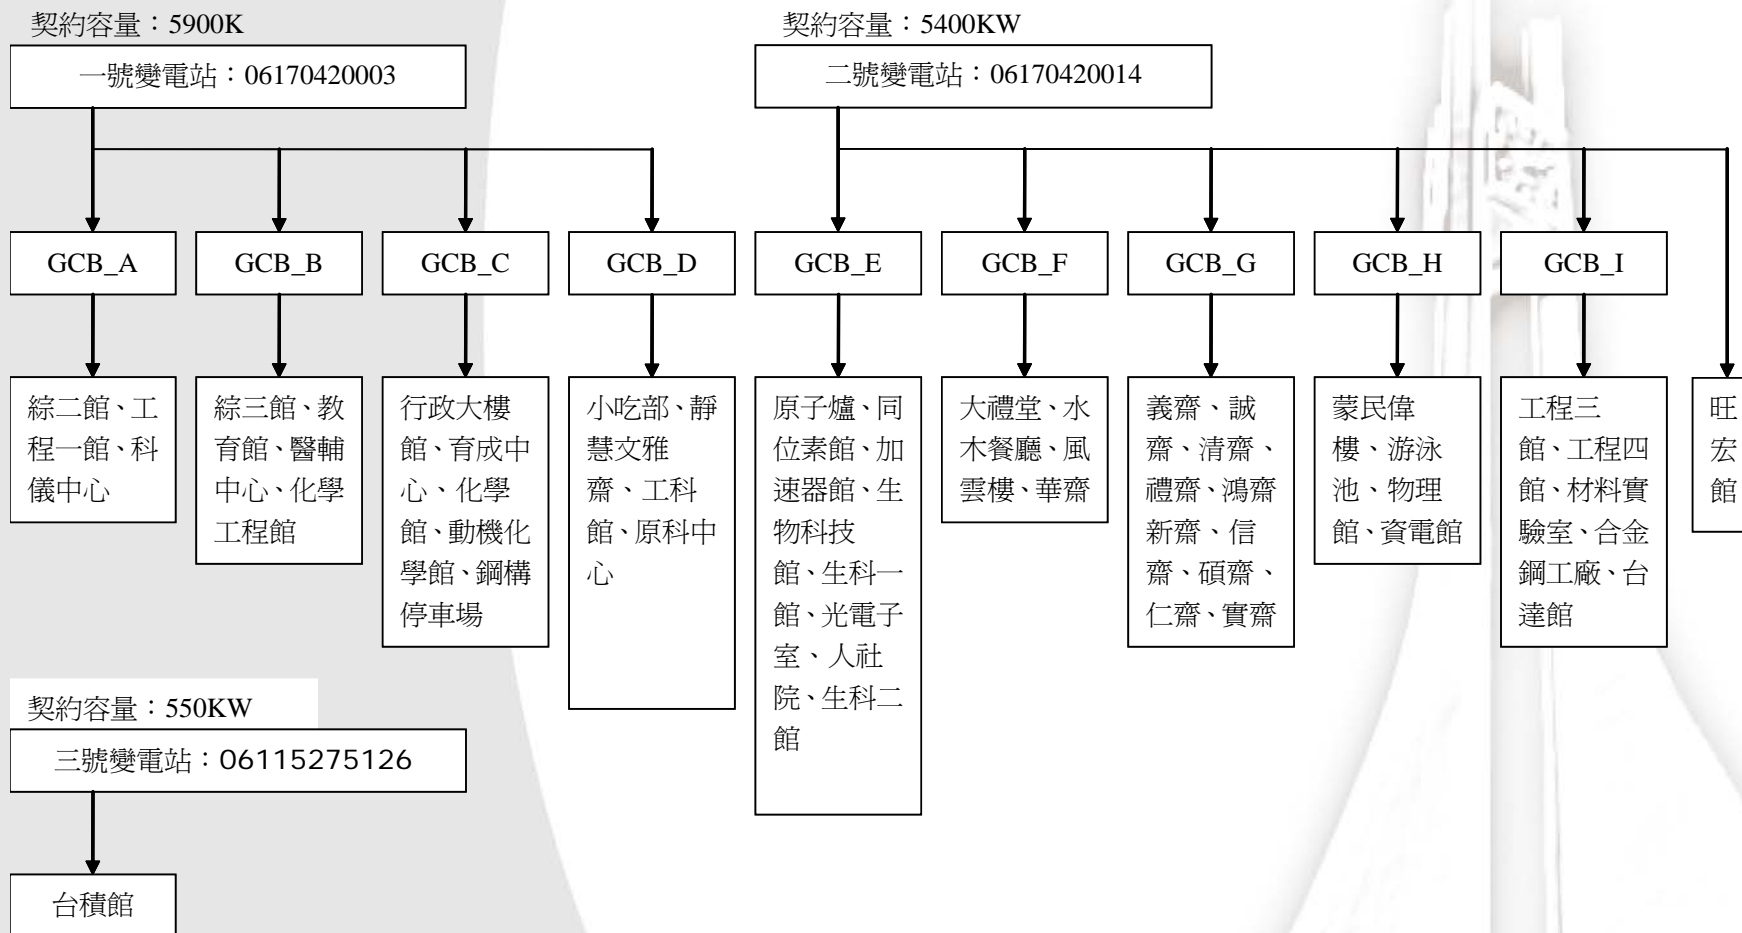 契約容量：5900K
一號變電站：06170420003
契約容量：5400KW
二號變電站：06170420014
GCB_A
GCB_B
GCB_C
GCB_D
GCB_E
GCB_F
GCB_G
GCB_H
GCB_I
綜二館、工
程一館、科
儀中心
綜三館、教
育館、醫輔
中心、化學
工程館
行政大樓
館、育成中
心、化學
館、動機化
學館、鋼構
停車場
小吃部、靜
慧文雅
齋、工科
館、原科中
心
原子爐、同
位素館、加
速器館、生
物科技
館、生科一
館、光電子
室、人社
院、生科二
館
大禮堂、水
木餐廳、風
雲樓、華齋
義齋、誠
齋、清齋、
禮齋、鴻齋
新齋、信
齋、碩齋、
仁齋、實齋
蒙民偉
樓、游泳
池、物理
館、資電館
工程三
館、工程四
館、材料實
驗室、合金
鋼工廠、台
達館
旺
宏
館
契約容量：550KW
三號變電站：06115275126
台積館